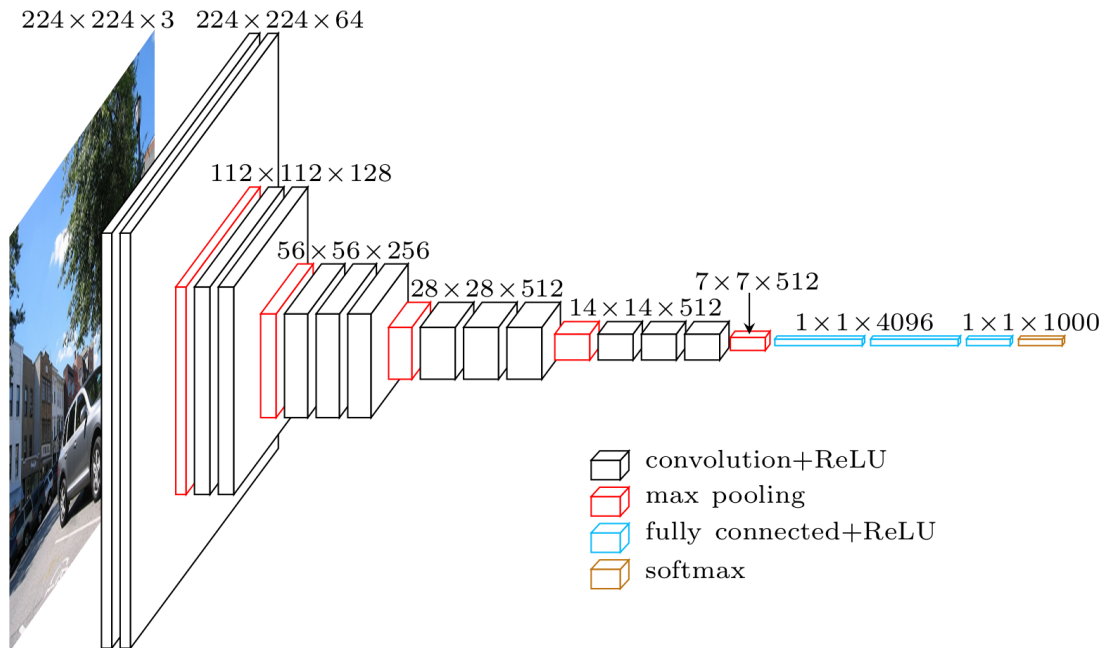 224×224×3
224×224×64
112×112×128
56×56×256
28×28×512
14×14×512
7×7×512
1×1×4096
1×1×1000
convolution+ReLU
max pooling
fully connected+ReLU
softmax